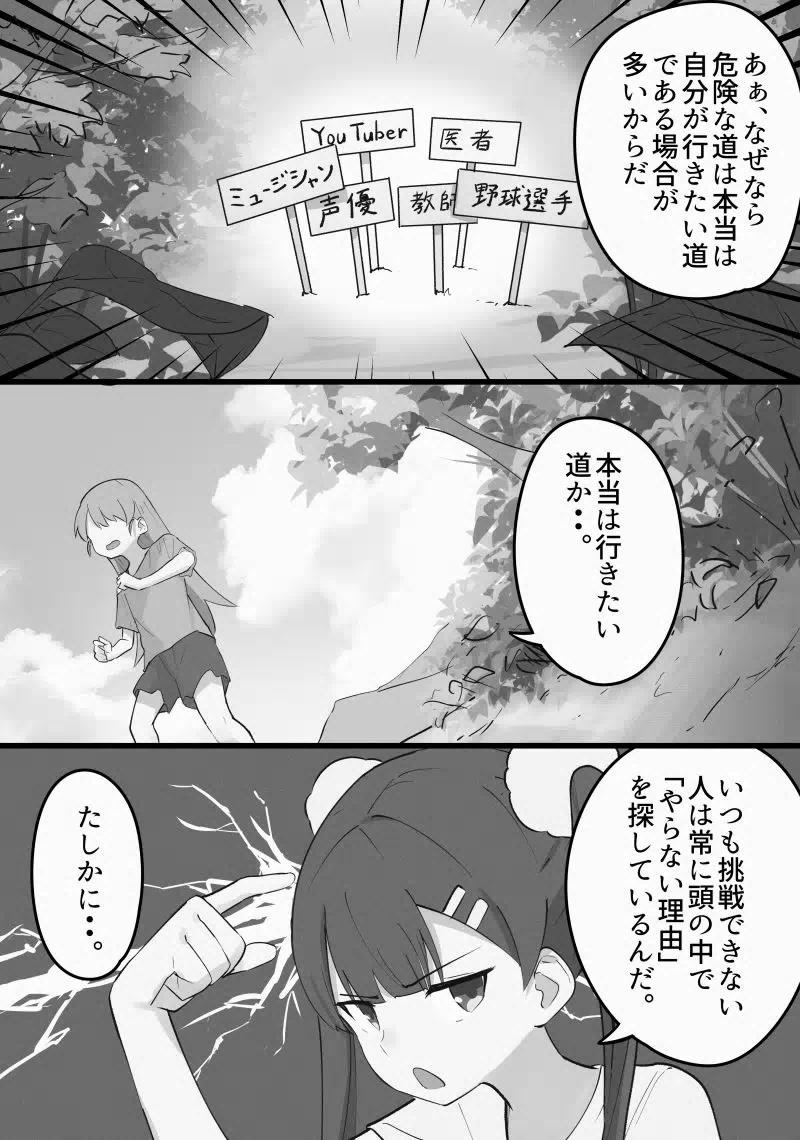 あぁ、なぜなら
危険な道は本当は
自分が行きたい道
である場合が
多いからだ
YouTuber
医者
ミュージシャン
声優
教師
野球選手
本当は行きたい
道か・・。
いつも挑戦できない
人は常に頭の中で
「やらない理由」
を探しているんだ。
たしかに・・。